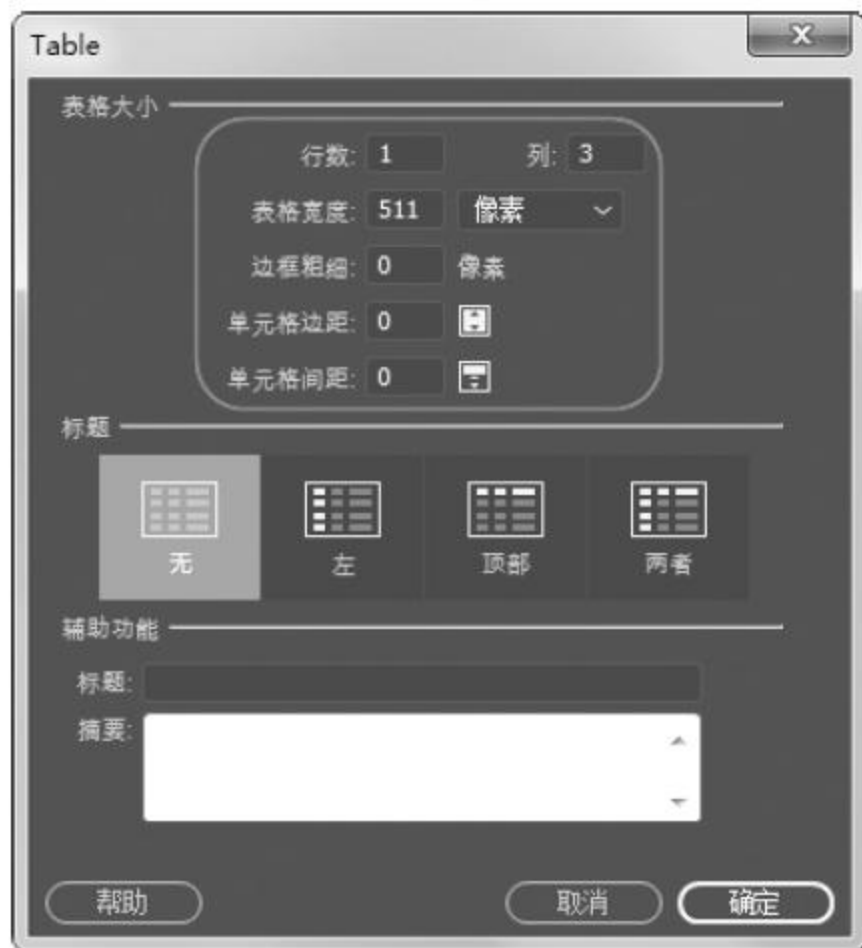 Table
表格大小
行数: 1 列: 3
表格宽度: 511 像素
边框粗细: 0 像素
单元格边距: 0
单元格间距: 0
标题
无 左 顶部 两者
辅助功能
标题:
摘要:
帮助 取消 确定